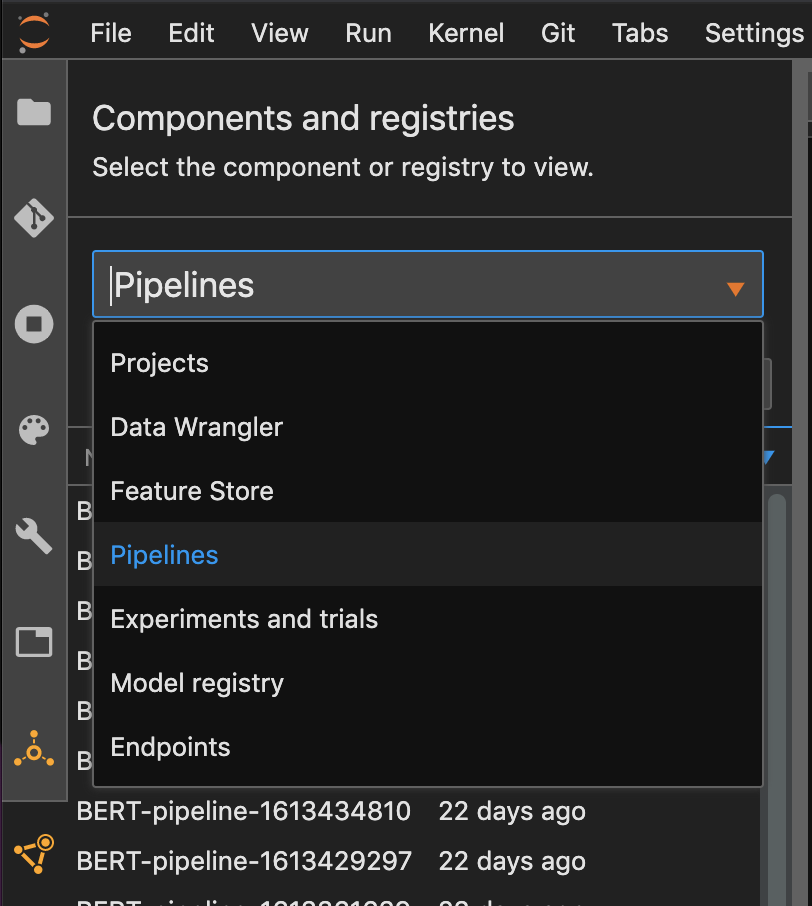 File Edit View Run Kernel Git Tabs Settings
Components and registries
Select the component or registry to view.
Pipelines
Projects
Data Wrangler
Feature Store
Pipelines
Experiments and trials
Model registry
Endpoints
BERT-pipeline-1613434810 22 days ago
BERT-pipeline-1613429297 22 days ago